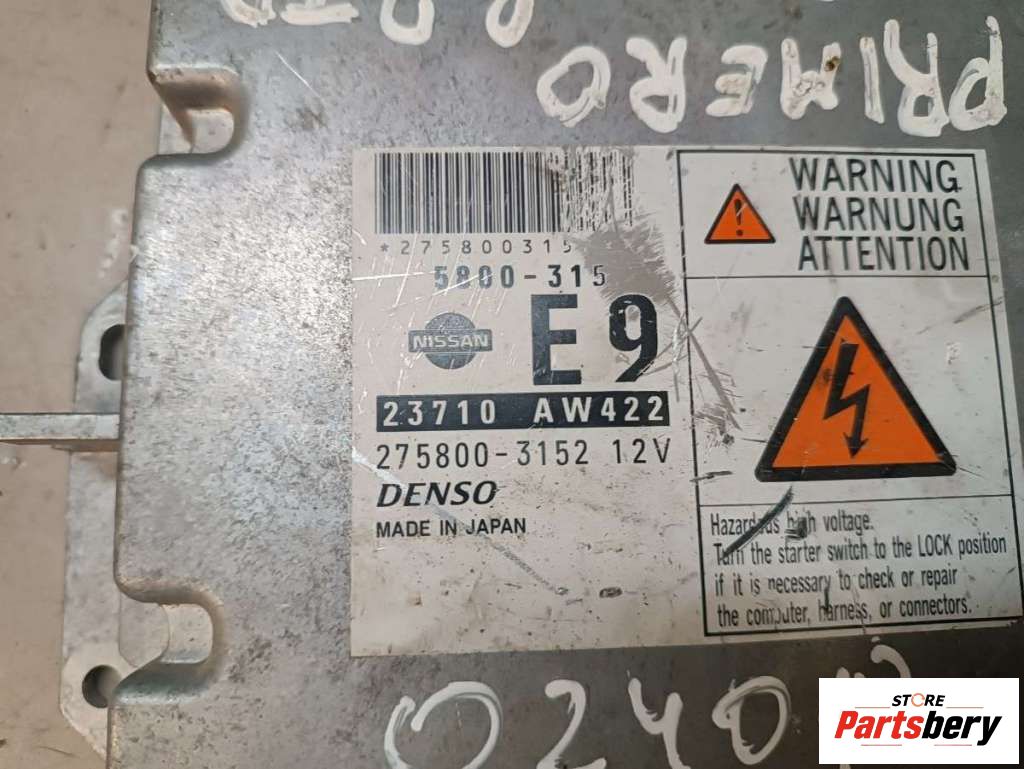 PRIMERO
*275800315
5800-315
NISSAN
E9
23710 AW422
275800-3152 12V
DENSO
MADE IN JAPAN
WARNING
WARNUNG
ATTENTION
Hazardous high voltage.
Turn the starter switch to the LOCK position
if it is necessary to check or repair
the computer, harness, or connectors.
STORE
Partsbery